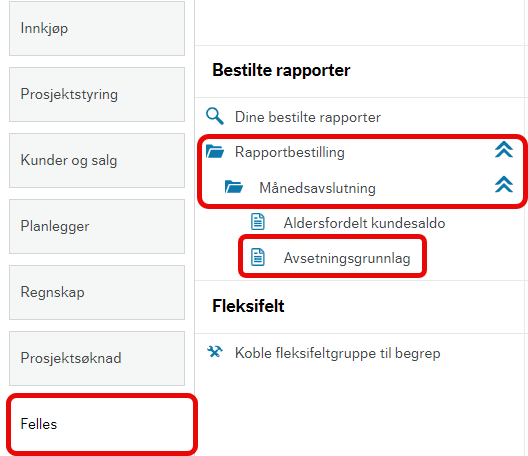 Innkjøp
Prosjektstyring
Kunder og salg
Planlegger
Regnskap
Prosjektsøknad
Felles
Bestilte rapporter
Dine bestilte rapporter
Rapportbestilling
Månedsavslutning
Aldersfordelt kundesaldo
Avsetningsgrunnlag
Fleksifelt
Koble fleksifeltgruppe til begrep